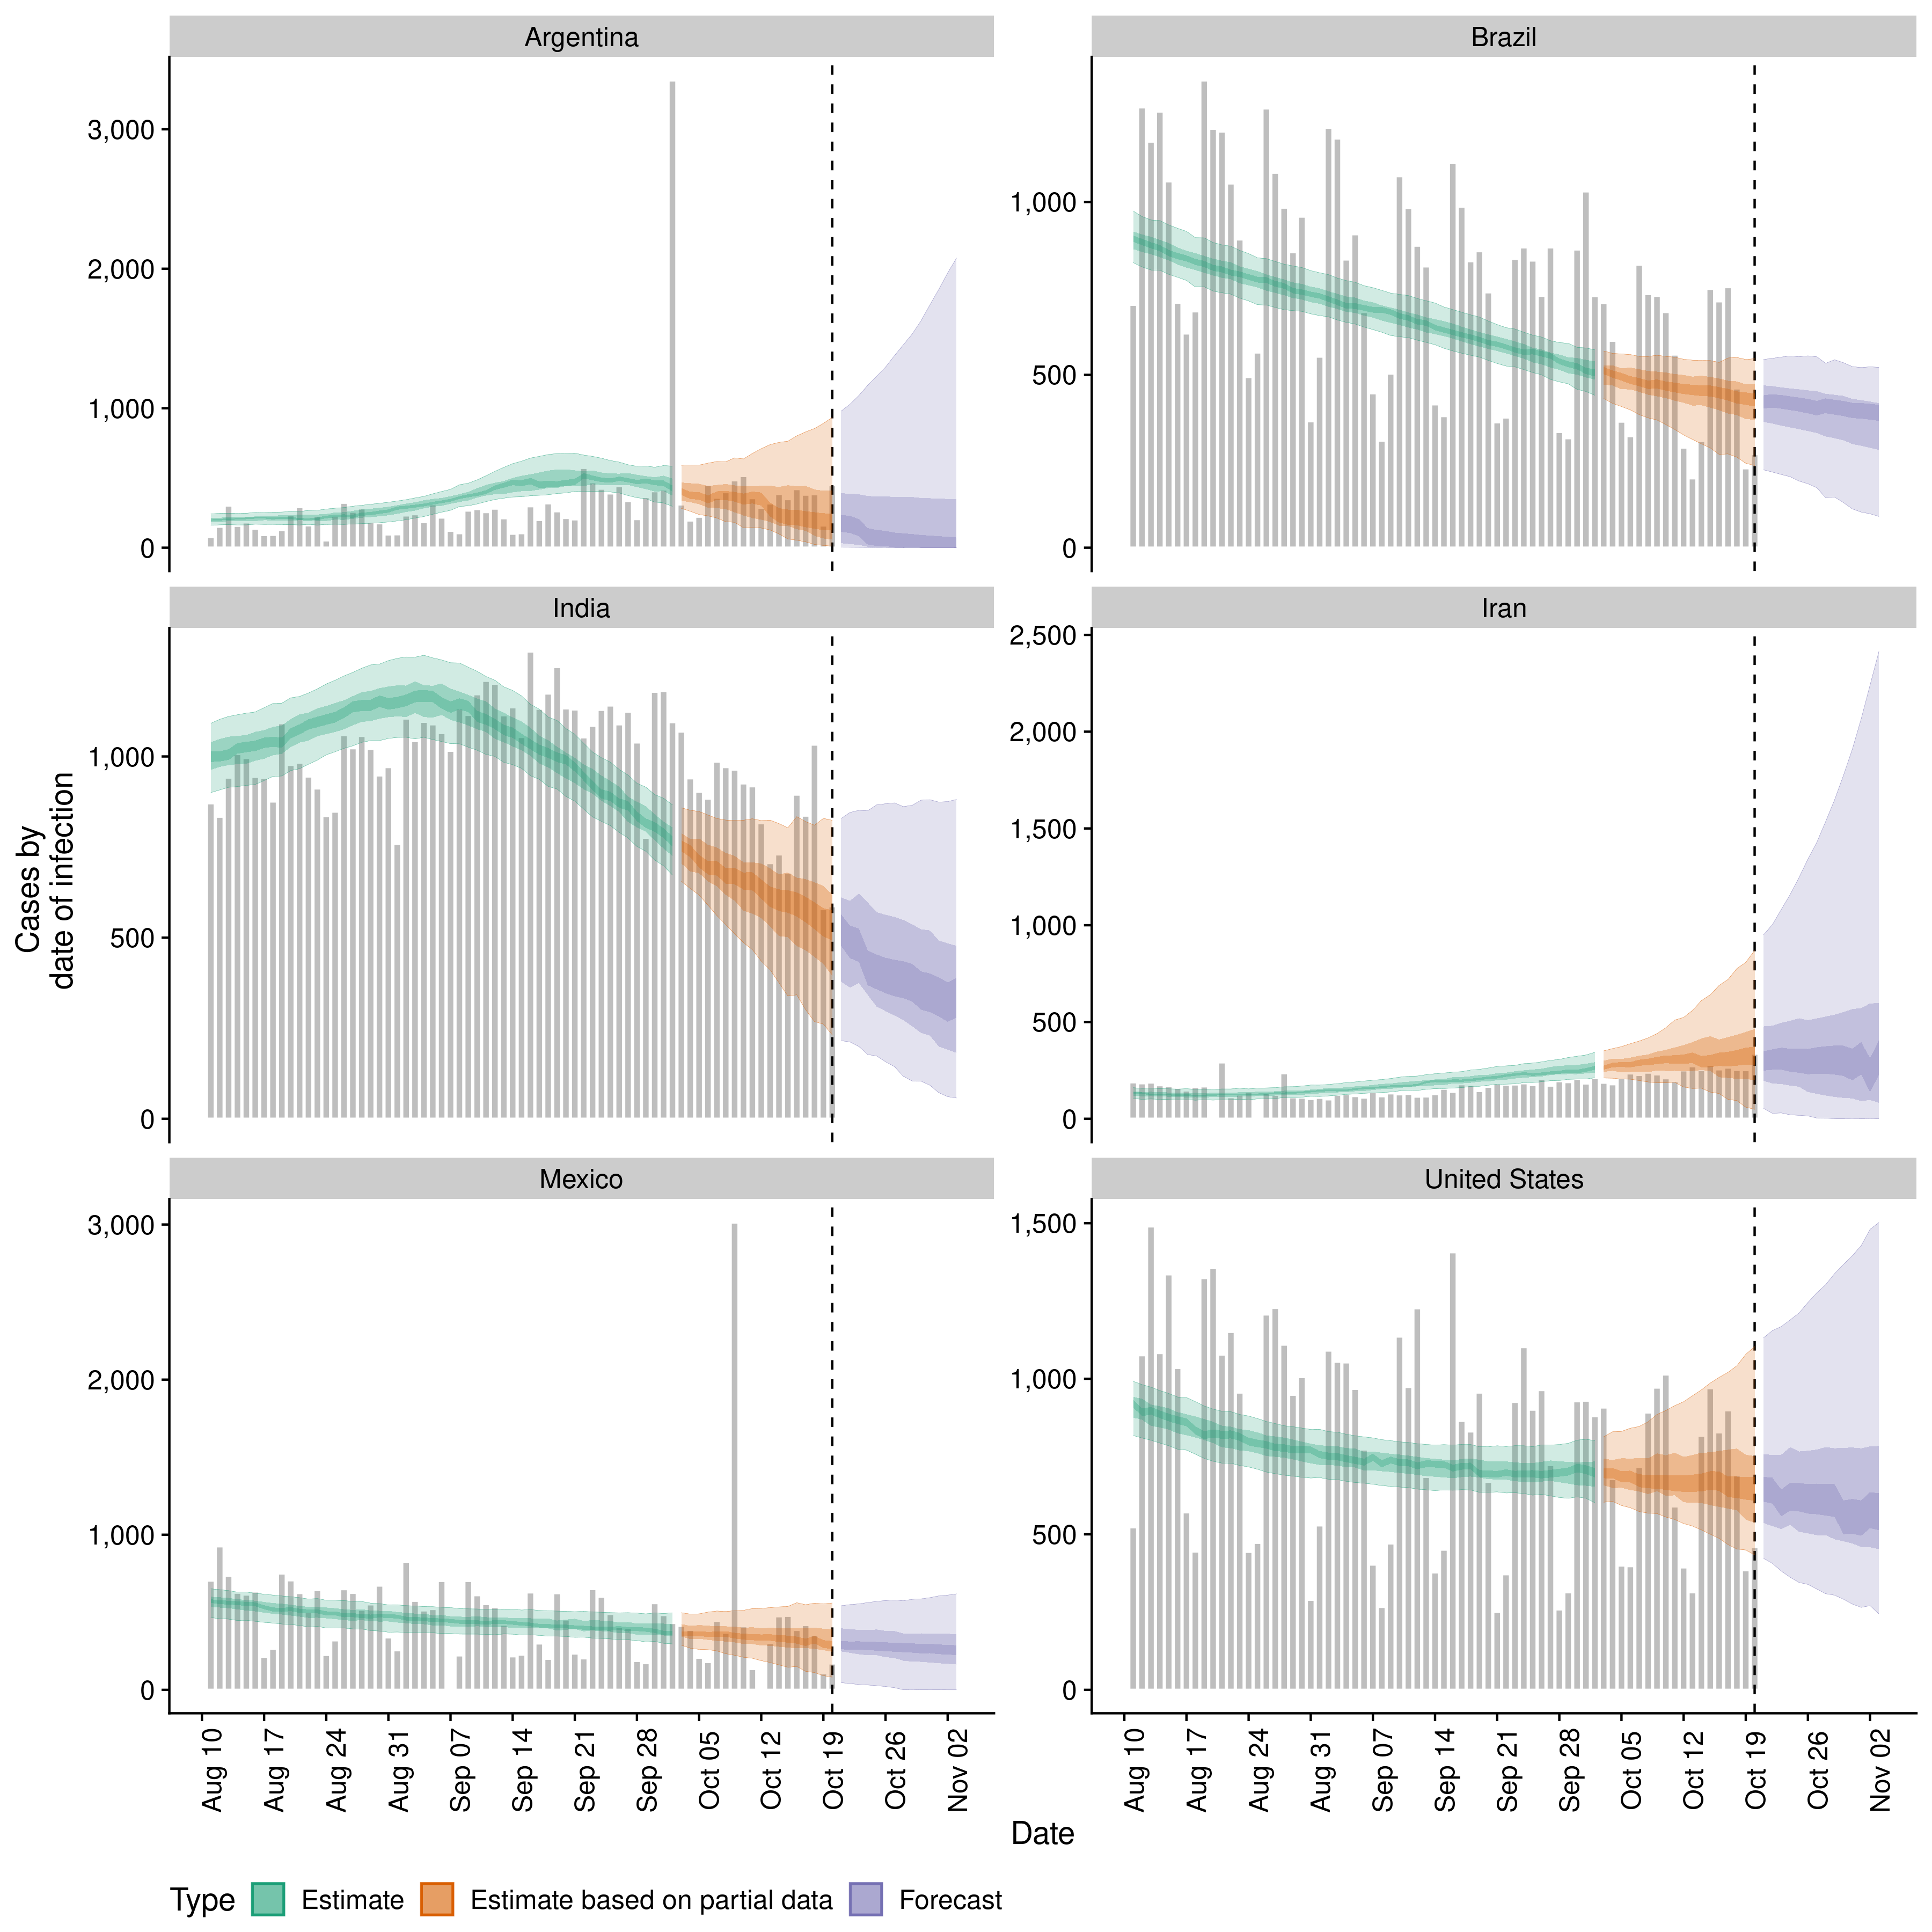 Argentina
Brazil
3,000
2,000
1,000
0
1,000
500
0
India
Iran
1,000
500
0
2,500
2,000
1,500
1,000
500
0
Mexico
United States
3,000
2,000
1,000
0
1,500
1,000
500
0
Cases by
date of infection
Aug 10
Aug 17
Aug 24
Aug 31
Sep 07
Sep 14
Sep 21
Sep 28
Oct 05
Oct 12
Oct 19
Oct 26
Nov 02
Aug 10
Aug 17
Aug 24
Aug 31
Sep 07
Sep 14
Sep 21
Sep 28
Oct 05
Oct 12
Oct 19
Oct 26
Nov 02
Date
Type Estimate Estimate based on partial data Forecast